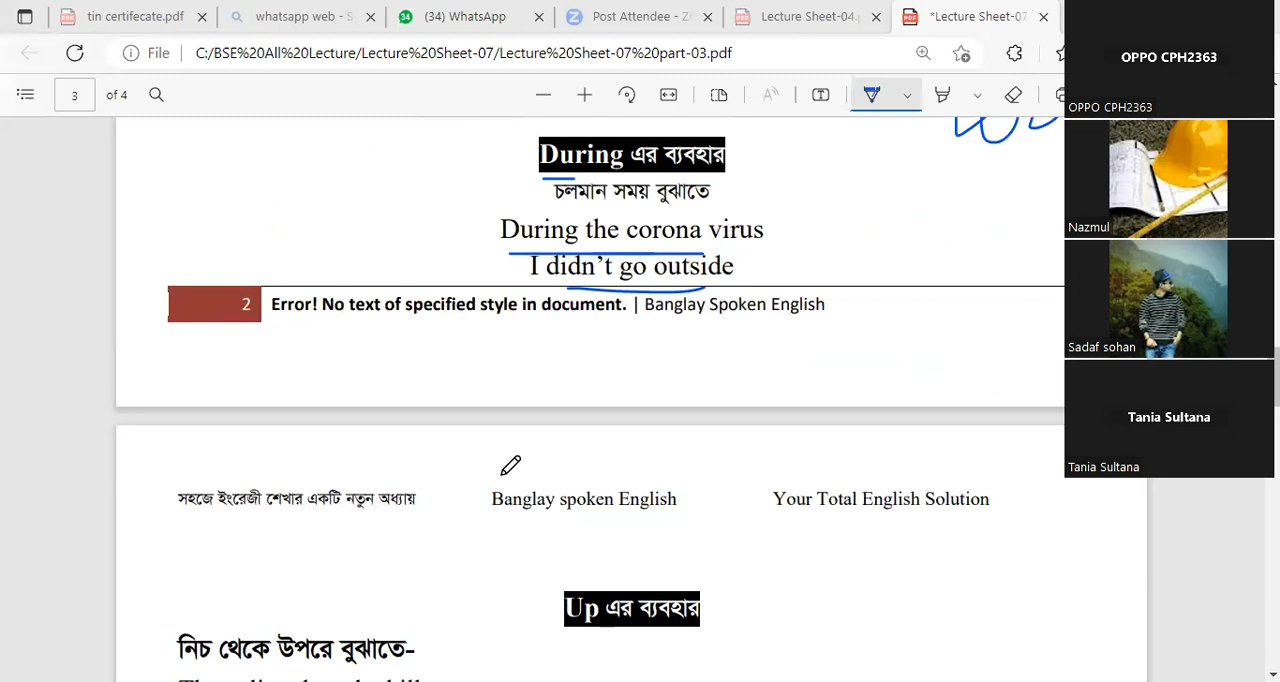 tin certifecate.pdf
whatsapp web - S
(34) WhatsApp
Post Attendee - Z
Lecture Sheet-04.
*Lecture Sheet-07
File
C:/BSE%20All%20Lecture/Lecture%20Sheet-07/Lecture%20Sheet-07%20part-03.pdf
3 of 4
During এর ব্যবহার
চলমান সময় বুঝাতে
During the corona virus
I didn’t go outside
2 Error! No text of specified style in document. | Banglay Spoken English
সহজে ইংরেজী শেখার একটি নতুন অধ্যায় Banglay spoken English Your Total English Solution
Up এর ব্যবহার
নিচ থেকে উপরে বুঝাতে-
OPPO CPH2363
OPPO CPH2363
Nazmul
Sadaf sohan
Tania Sultana
Tania Sultana